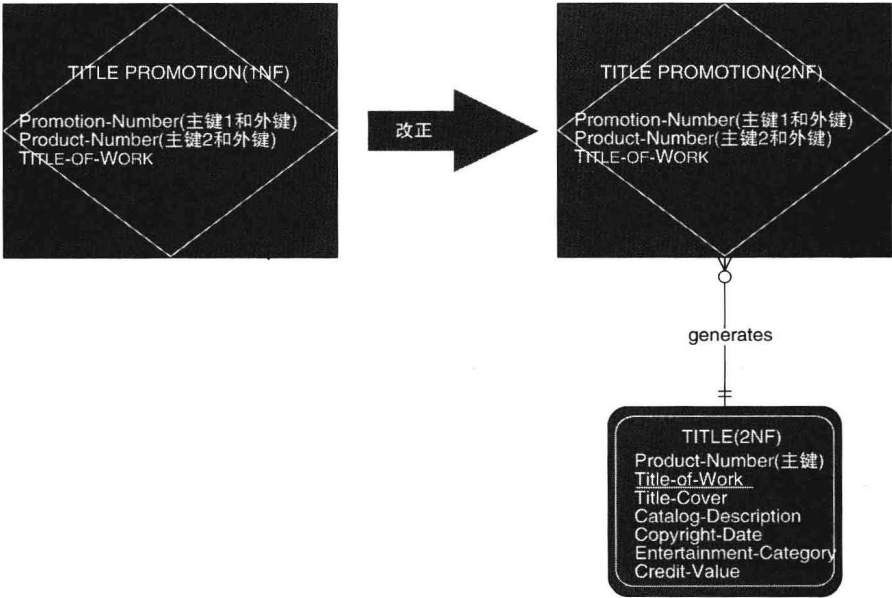 TITLE PROMOTION(1NF)
Promotion-Number(主键1和外键)
Product-Number(主键2和外键)
TITLE-OF-WORK
改正
TITLE PROMOTION(2NF)
Promotion-Number(主键1和外键)
Product-Number(主键2和外键)
TITLE-OF-WORK
generates
TITLE(2NF)
Product-Number(主键)
Title-of-Work
Title-Cover
Catalog-Description
Copyright-Date
Entertainment-Category
Credit-Value